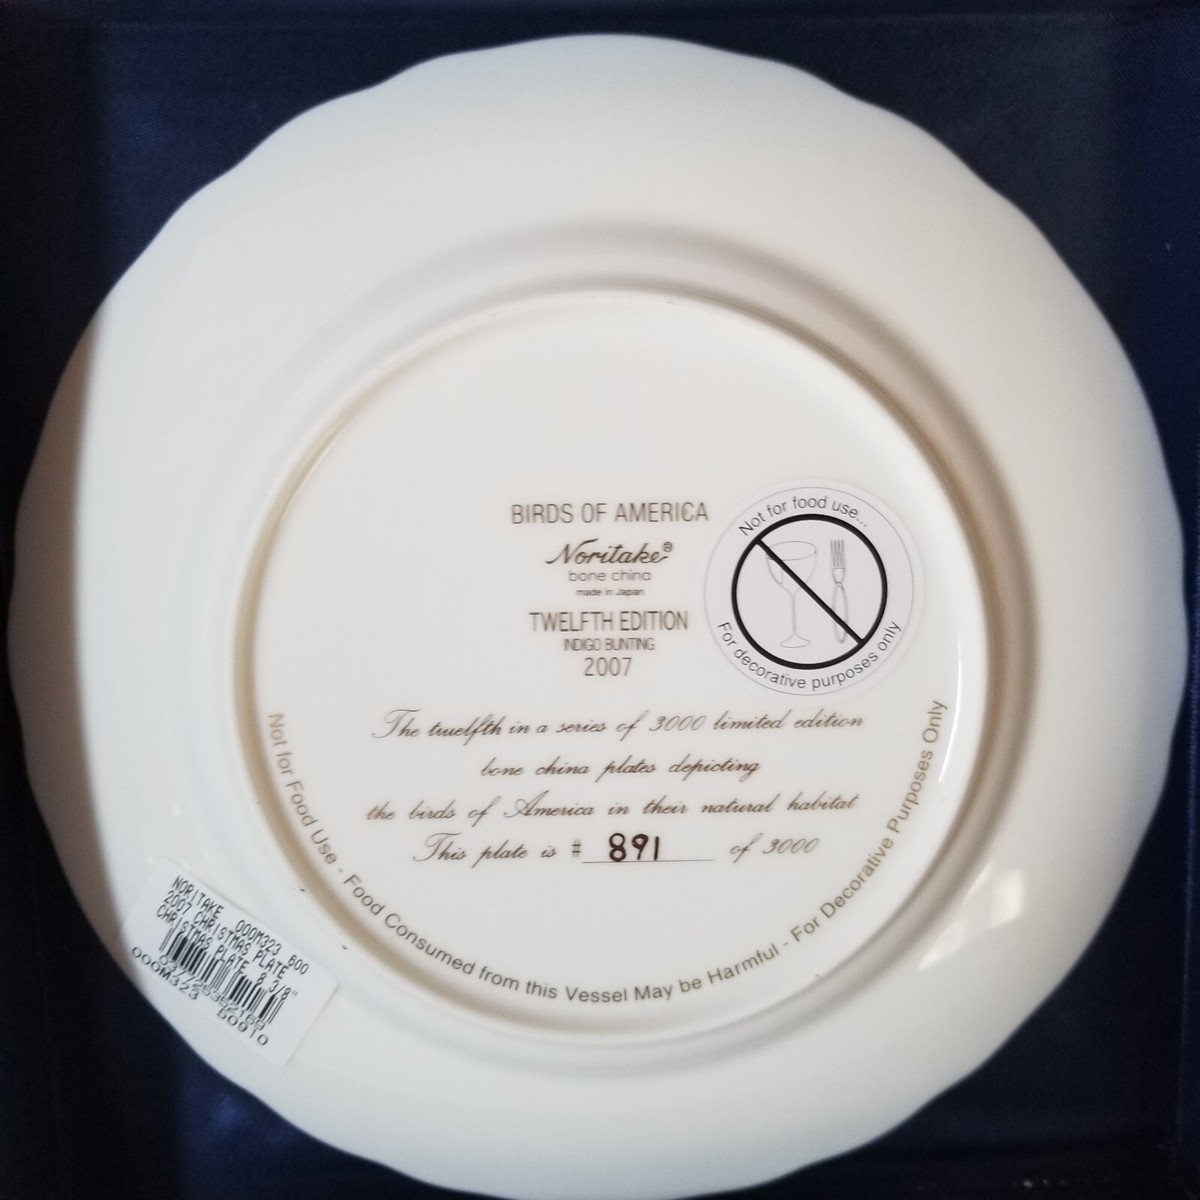 BIRDS OF AMERICA
Noritake®
bone china
made in Japan
TWELFTH EDITION
INDIGO BUNTING
2007
Not for food use...
For decorative purposes only
The twelfth in a series of 3000 limited edition
bone china plates depicting
the birds of America in their natural habitat
This plate is # 891 of 3000
Not for Food Use - Food Consumed from this Vessel May be Harmful - For Decorative Purposes Only
NORITAKE 000M323 600
2007 CHRISTMAS PLATE
CHRISTMAS PLATE 8 3/8"
000M323 50910